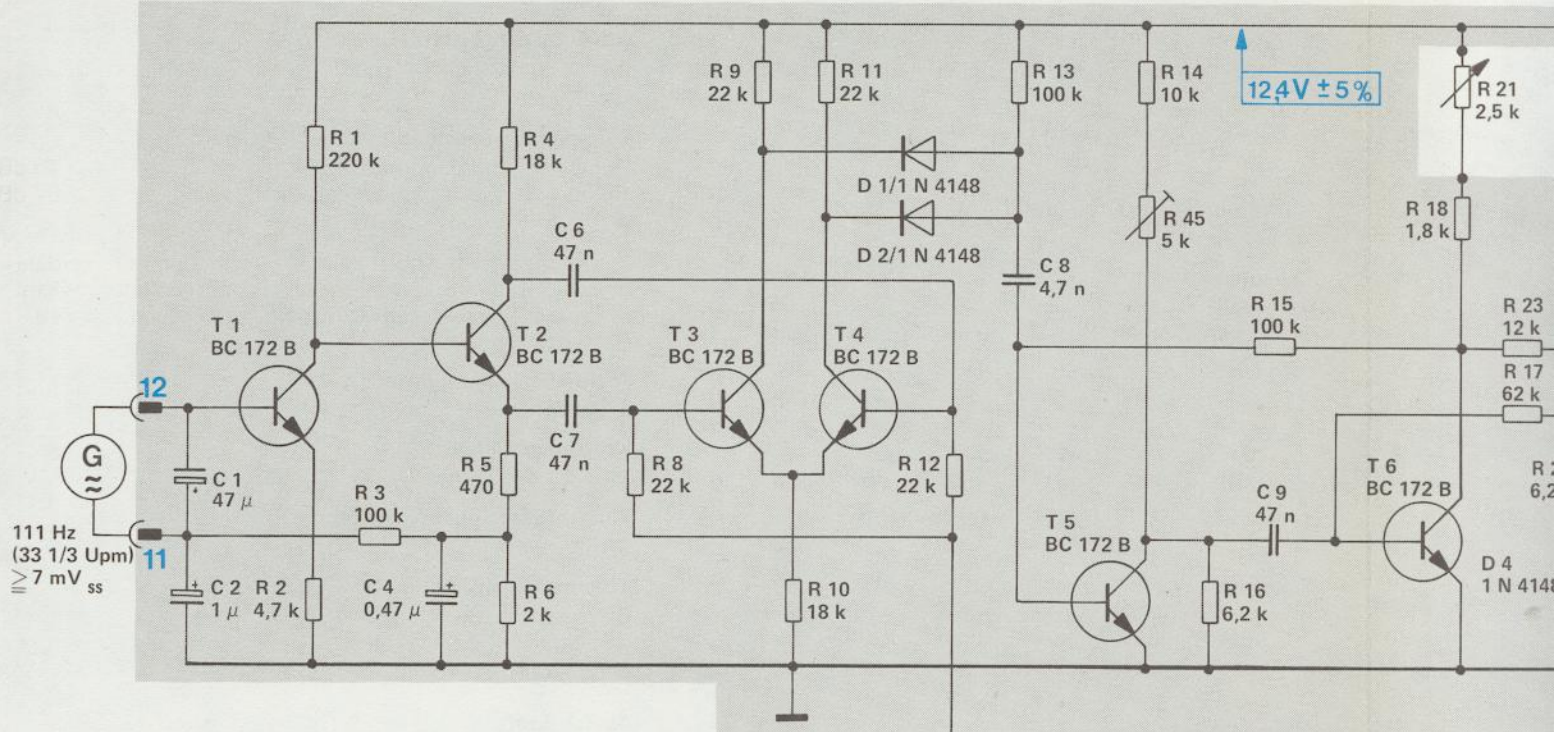 R 1
220 k
R 4
18 k
R 9
22 k
R 11
22 k
R 13
100 k
R 14
10 k
12,4V ± 5%
R 21
2,5 k
D 1/1 N 4148
D 2/1 N 4148
R 45
5 k
R 18
1,8 k
C 6
47 n
C 8
4,7 n
R 15
100 k
R 23
12 k
R 17
62 k
T 1
BC 172 B
T 2
BC 172 B
T 3
BC 172 B
T 4
BC 172 B
12
G
≈
C 1
47 μ
+
C 7
47 n
R 5
470
R 8
22 k
R 12
22 k
R 3
100 k
11
111 Hz
(33 1/3 Upm)
≧ 7 mV ss
C 2
1 μ
+
R 2
4,7 k
C 4
0,47 μ
+
R 6
2 k
R 10
18 k
T 5
BC 172 B
R 16
6,2 k
C 9
47 n
T 6
BC 172 B
D 4
1 N 4148